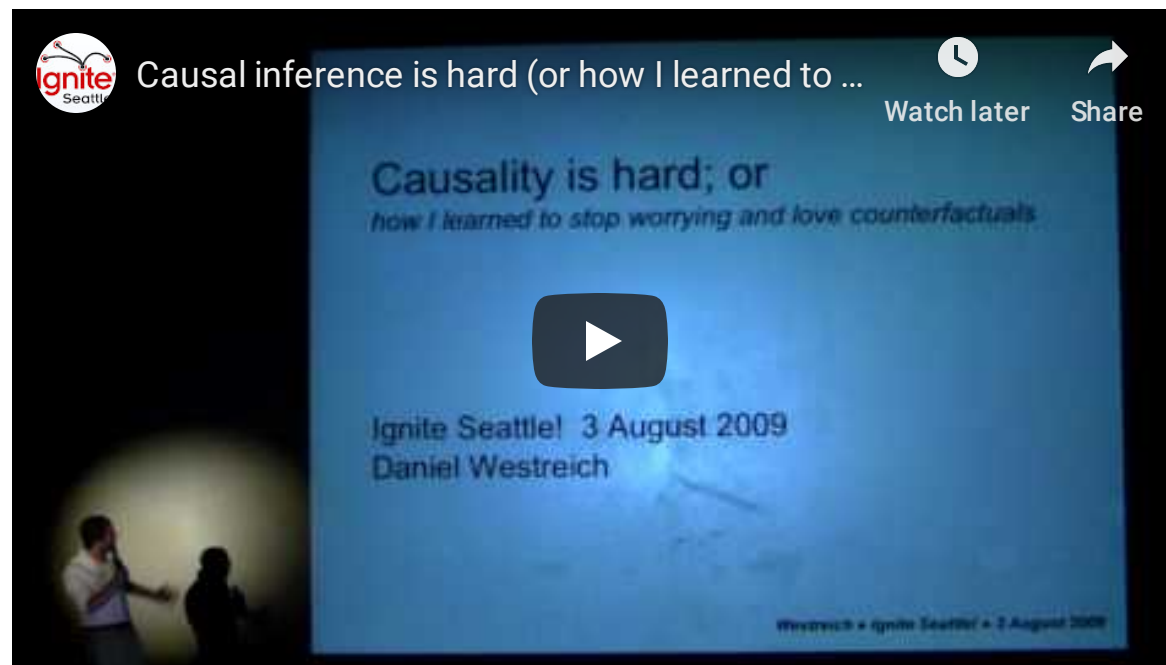 Ignite
Seattle
Causal inference is hard (or how I learned to ...
Watch later
Share
Causality is hard; or
how I learned to stop worrying and love counterfactuals
Ignite Seattle! 3 August 2009
Daniel Westreich
Westreich • Ignite Seattle! • 3 August 2009